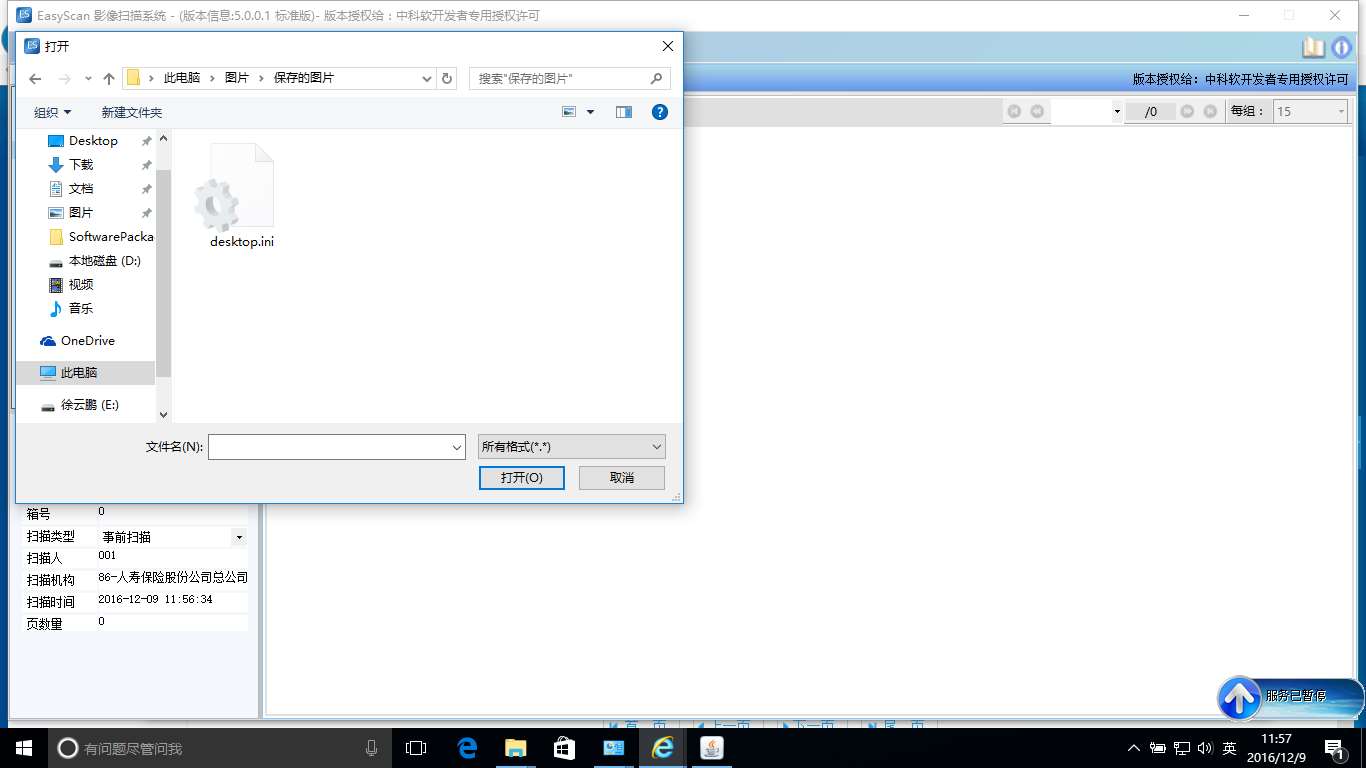 EasyScan 影像扫描系统 - (版本信息:5.0.0.1 标准版)- 版本授权给：中科软开发者专用授权许可
ES 打开
此电脑 > 图片 > 保存的图片
搜索"保存的图片"
版本授权给：中科软开发者专用授权许可
组织 新建文件夹
/0 每组： 15
Desktop
下载
文档
图片
SoftwarePacka
本地磁盘 (D:)
视频
音乐
OneDrive
此电脑
徐云鹏 (E:)
desktop.ini
文件名(N):
所有格式(*.*)
打开(O) 取消
箱号 0
扫描类型 事前扫描
扫描人 001
扫描机构 86-人寿保险股份公司总公司
扫描时间 2016-12-09 11:56:34
页数量 0
服务已暂停
首 页 上一页 下一页 尾 页
有问题尽管问我
英
11:57
2016/12/9
1